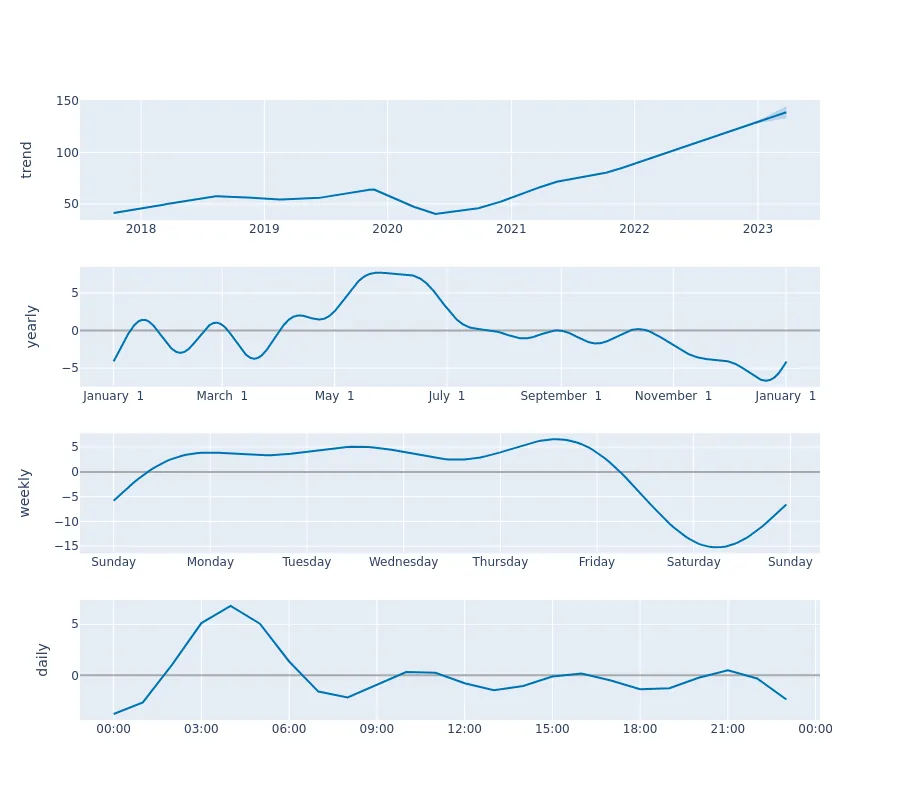 trend
150
100
50
2018 2019 2020 2021 2022 2023
yearly
5
0
−5
January 1 March 1 May 1 July 1 September 1 November 1 January 1
weekly
5
0
−5
−10
−15
Sunday Monday Tuesday Wednesday Thursday Friday Saturday Sunday
daily
5
0
00:00 03:00 06:00 09:00 12:00 15:00 18:00 21:00 00:00